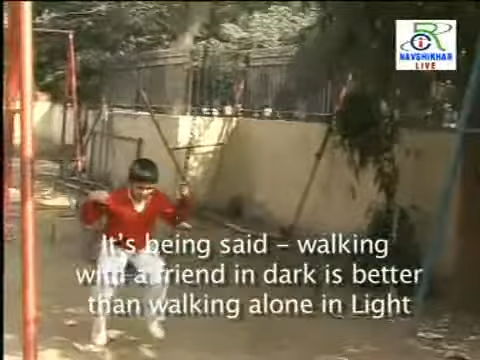 NAVSHIKHAR
LIVE
It's being said – walking
with a friend in dark is better
than walking alone in Light